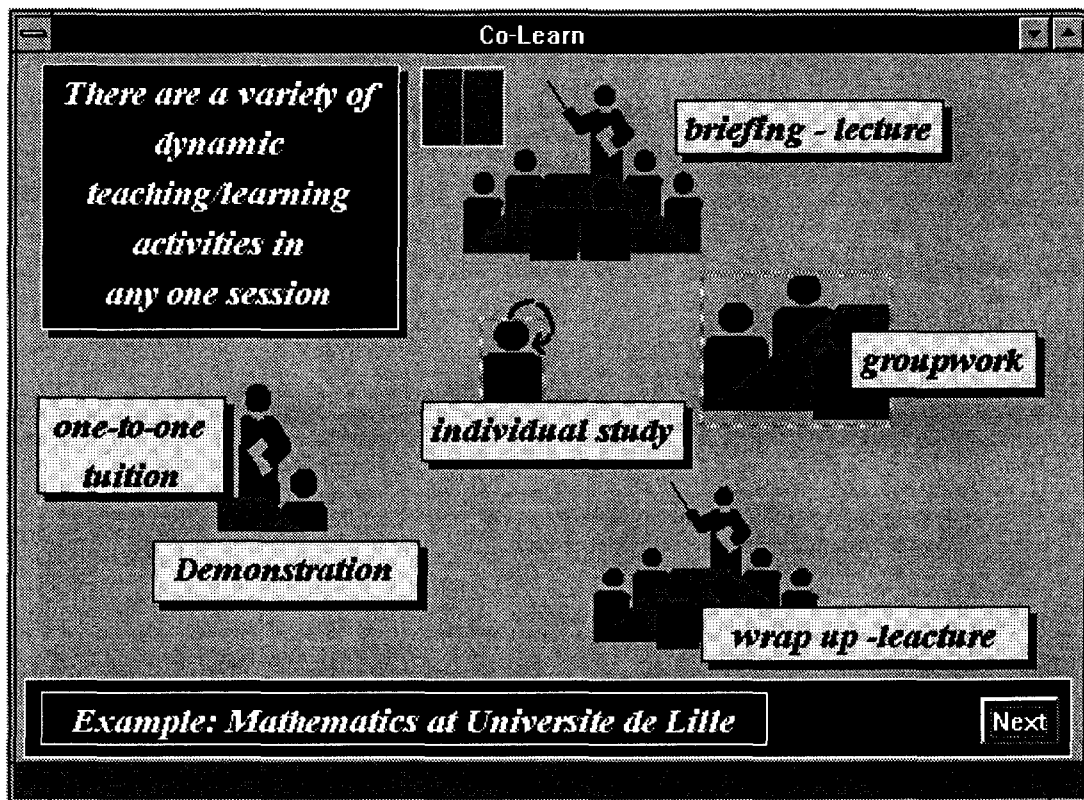 Co-Learn
There are a variety of
dynamic
teaching/learning
activities in
any one session
briefing - lecture
groupwork
individual study
one-to-one
tuition
Demonstration
wrap up -leacture
Example: Mathematics at Universite de Lille
Next